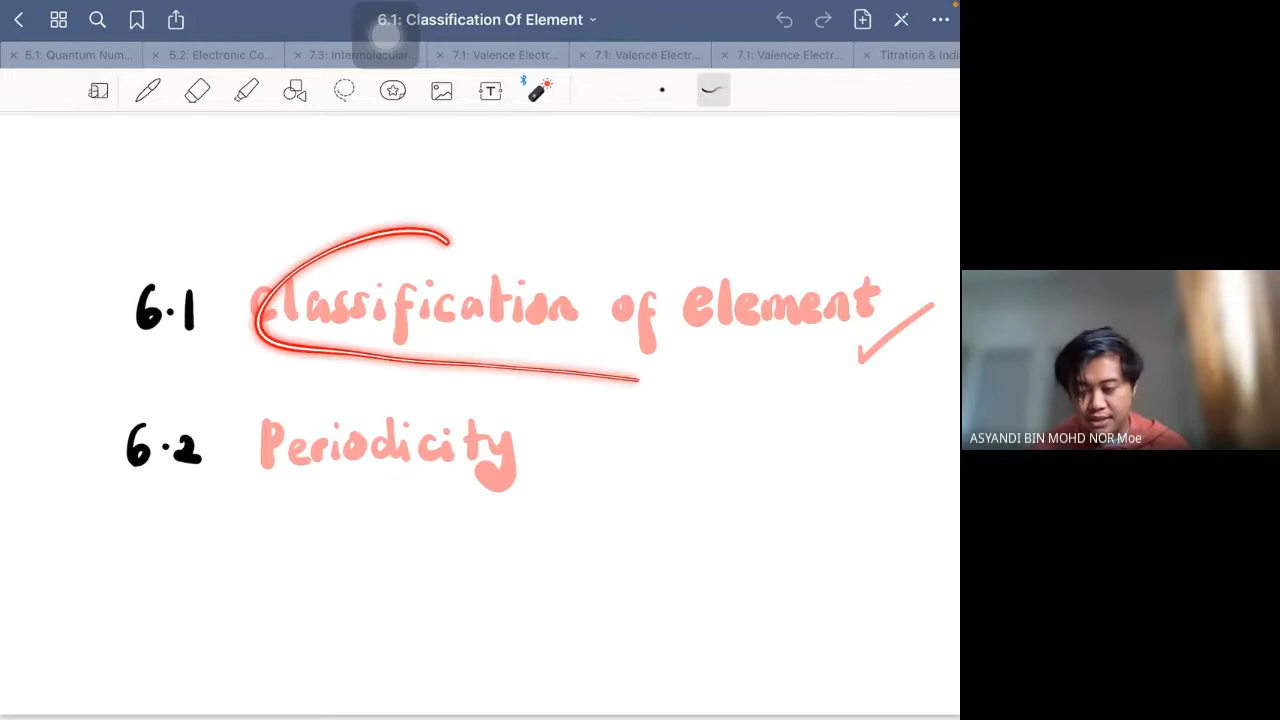 6.1: Classification Of Element
5.1: Quantum Num...
5.2: Electronic Co...
7.3: Intermolecular...
7.1: Valence Electr...
7.1: Valence Electr...
7.1: Valence Electr...
Titration & Indi
T
6.1 Classification of element
6.2 Periodicity
ASYANDI BIN MOHD NOR Moe